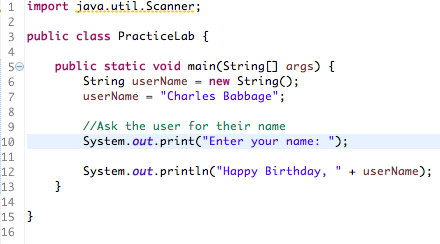 1 import java.util.Scanner;
2
3 public class PracticeLab {
4
5 public static void main(String[] args) {
6 String userName = new String();
7 userName = "Charles Babbage";
8
9 //Ask the user for their name
10 System.out.print("Enter your name: ");
11
12 System.out.println("Happy Birthday, " + userName);
13 }
14
15 }
16